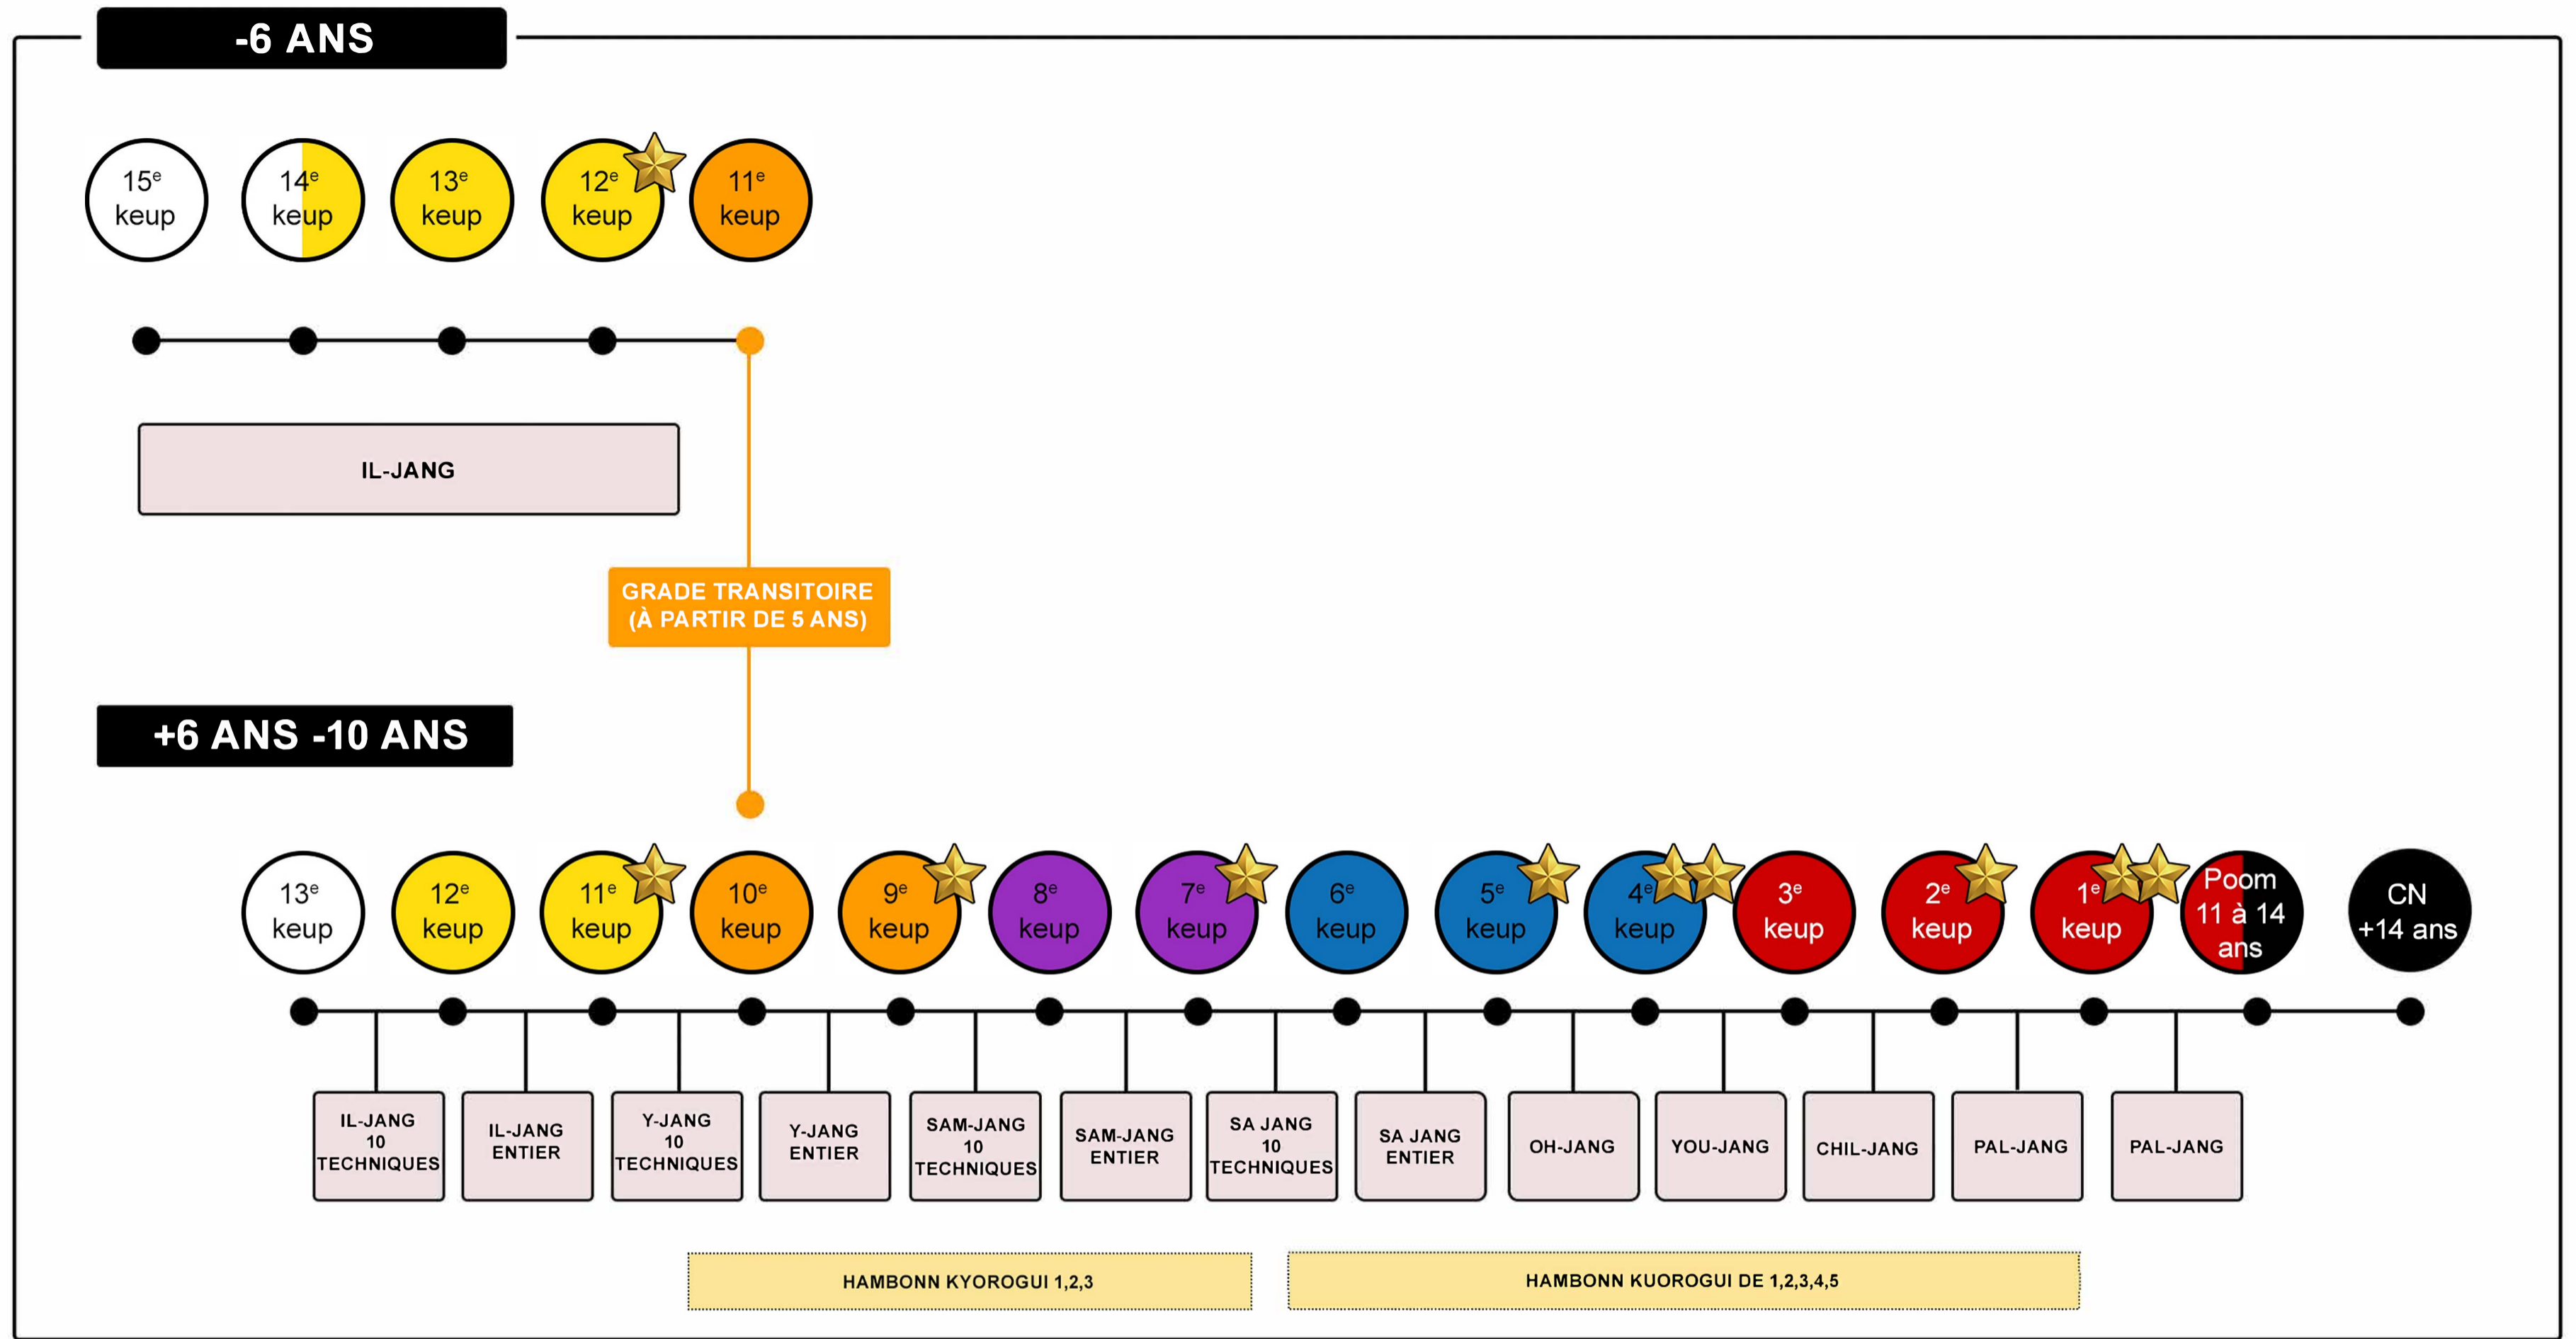 -6 ANS
15e
keup
14e
keup
13e
keup
12e
keup
11e
keup
IL-JANG
GRADE TRANSITOIRE
(À PARTIR DE 5 ANS)
+6 ANS -10 ANS
13e
keup
12e
keup
11e
keup
10e
keup
9e
keup
8e
keup
7e
keup
6e
keup
5e
keup
4e
keup
3e
keup
2e
keup
1e
keup
Poom
11 à 14
ans
CN
+14 ans
IL-JANG
10
TECHNIQUES
IL-JANG
ENTIER
Y-JANG
10
TECHNIQUES
Y-JANG
ENTIER
SAM-JANG
10
TECHNIQUES
SAM-JANG
ENTIER
SA JANG
10
TECHNIQUES
SA JANG
ENTIER
OH-JANG
YOU-JANG
CHIL-JANG
PAL-JANG
PAL-JANG
HAMBONN KYOROGUI 1,2,3
HAMBONN KUOROGUI DE 1,2,3,4,5